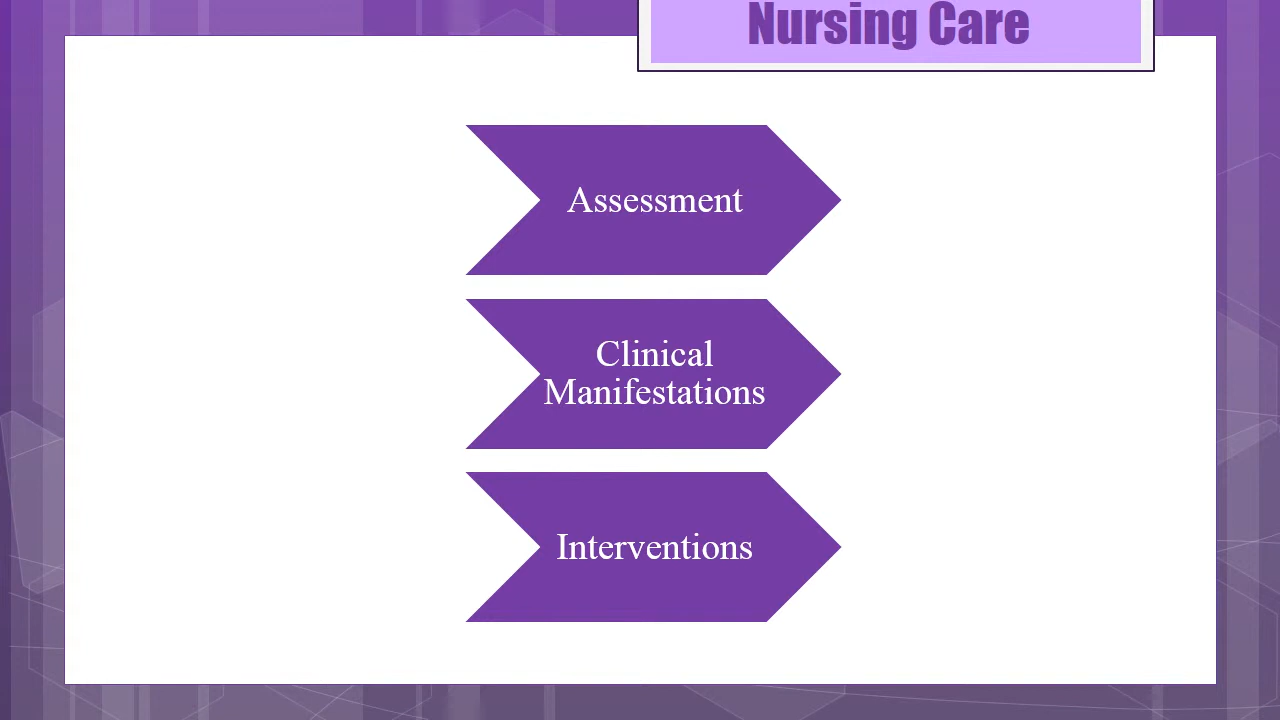 Nursing Care
Assessment
Clinical
Manifestations
Interventions